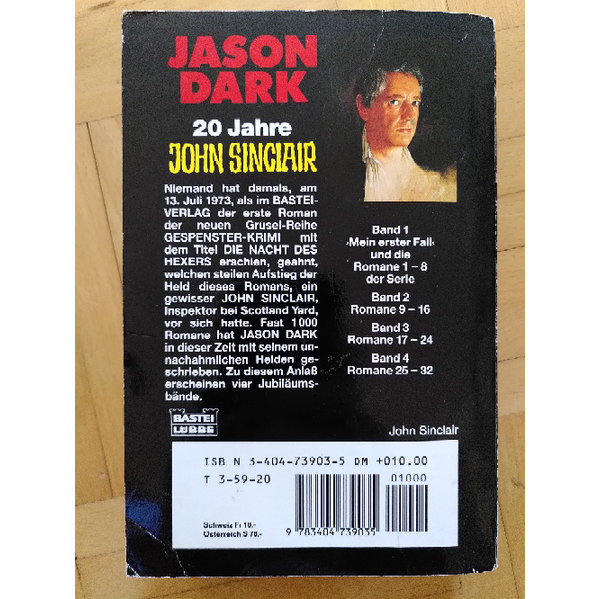 JASON
DARK
20 Jahre
JOHN SINCLAIR
Niemand hat damals, am
13. Juli 1973, als im BASTEI-
VERLAG der erste Roman
der neuen Grusel-Reihe
GESPENSTER-KRIMI mit
dem Titel DIE NACHT DES
HEXERS erschien, geahnt,
welchen steilen Aufstieg der
Held dieses Romans, ein
gewisser JOHN SINCLAIR,
Inspektor bei Scotland Yard,
vor sich hatte. Fast 1000
Romane hat JASON DARK
in dieser Zeit mit seinem un-
nachahmlichen Helden ge-
schrieben. Zu diesem Anlaß
erscheinen vier Jubiläums-
bände.
Band 1
›Mein erster Fall‹
und die
Romane 1 – 8
der Serie
Band 2
Romane 9 – 16
Band 3
Romane 17 – 24
Band 4
Romane 25 – 32
BASTEI
LÜBBE
John Sinclair
ISBN 3-404-73903-5 DM +010.00
T 3-59-20
01000
Schweiz Fr 10.-
Österreich S 78.-
9 783404 739035